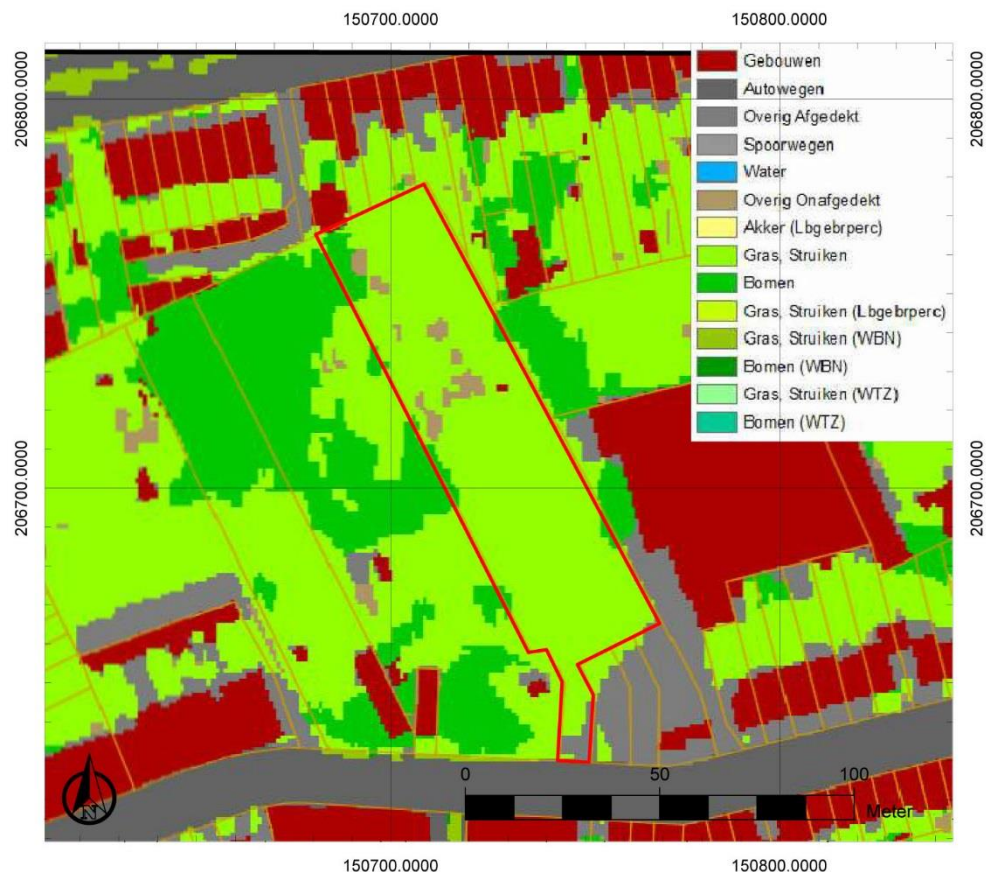 150700.0000
150800.0000
206800.0000
206800.0000
Gebouwen
Autowegen
Overig Afgedekt
Spoorwegen
Water
Overig Onafgedekt
Akker (Lbgebrperc)
Gras, Struiken
Bomen
Gras, Struiken (Lbgebrperc)
Gras, Struiken (WBN)
Bomen (WBN)
Gras, Struiken (WTZ)
Bomen (WTZ)
206700.0000
206700.0000
N
0
50
100
Meter
150700.0000
150800.0000